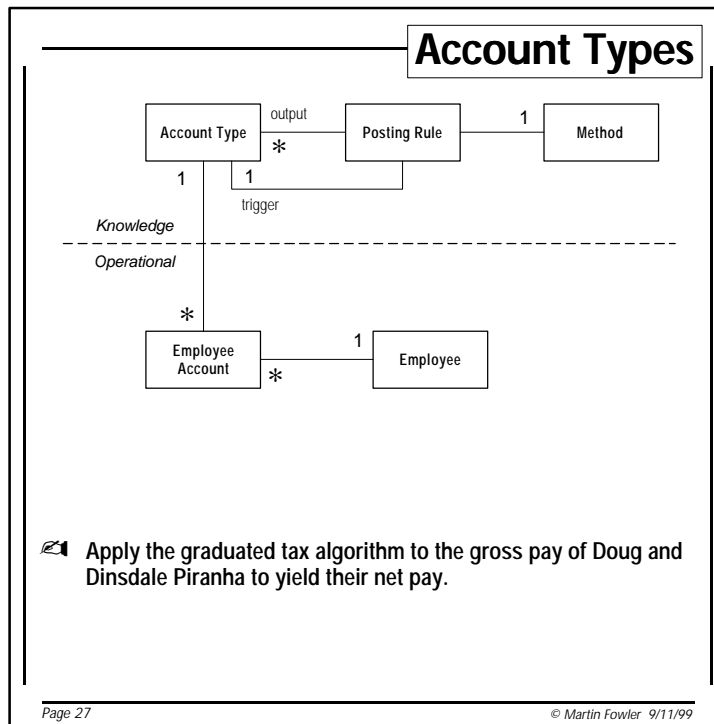 Account Types
output
Account Type
Posting Rule
1
Method
*
1
1
trigger
Knowledge
Operational
*
Employee
Account
1
Employee
*
Apply the graduated tax algorithm to the gross pay of Doug and
Dinsdale Piranha to yield their net pay.
Page 27
© Martin Fowler 9/11/99